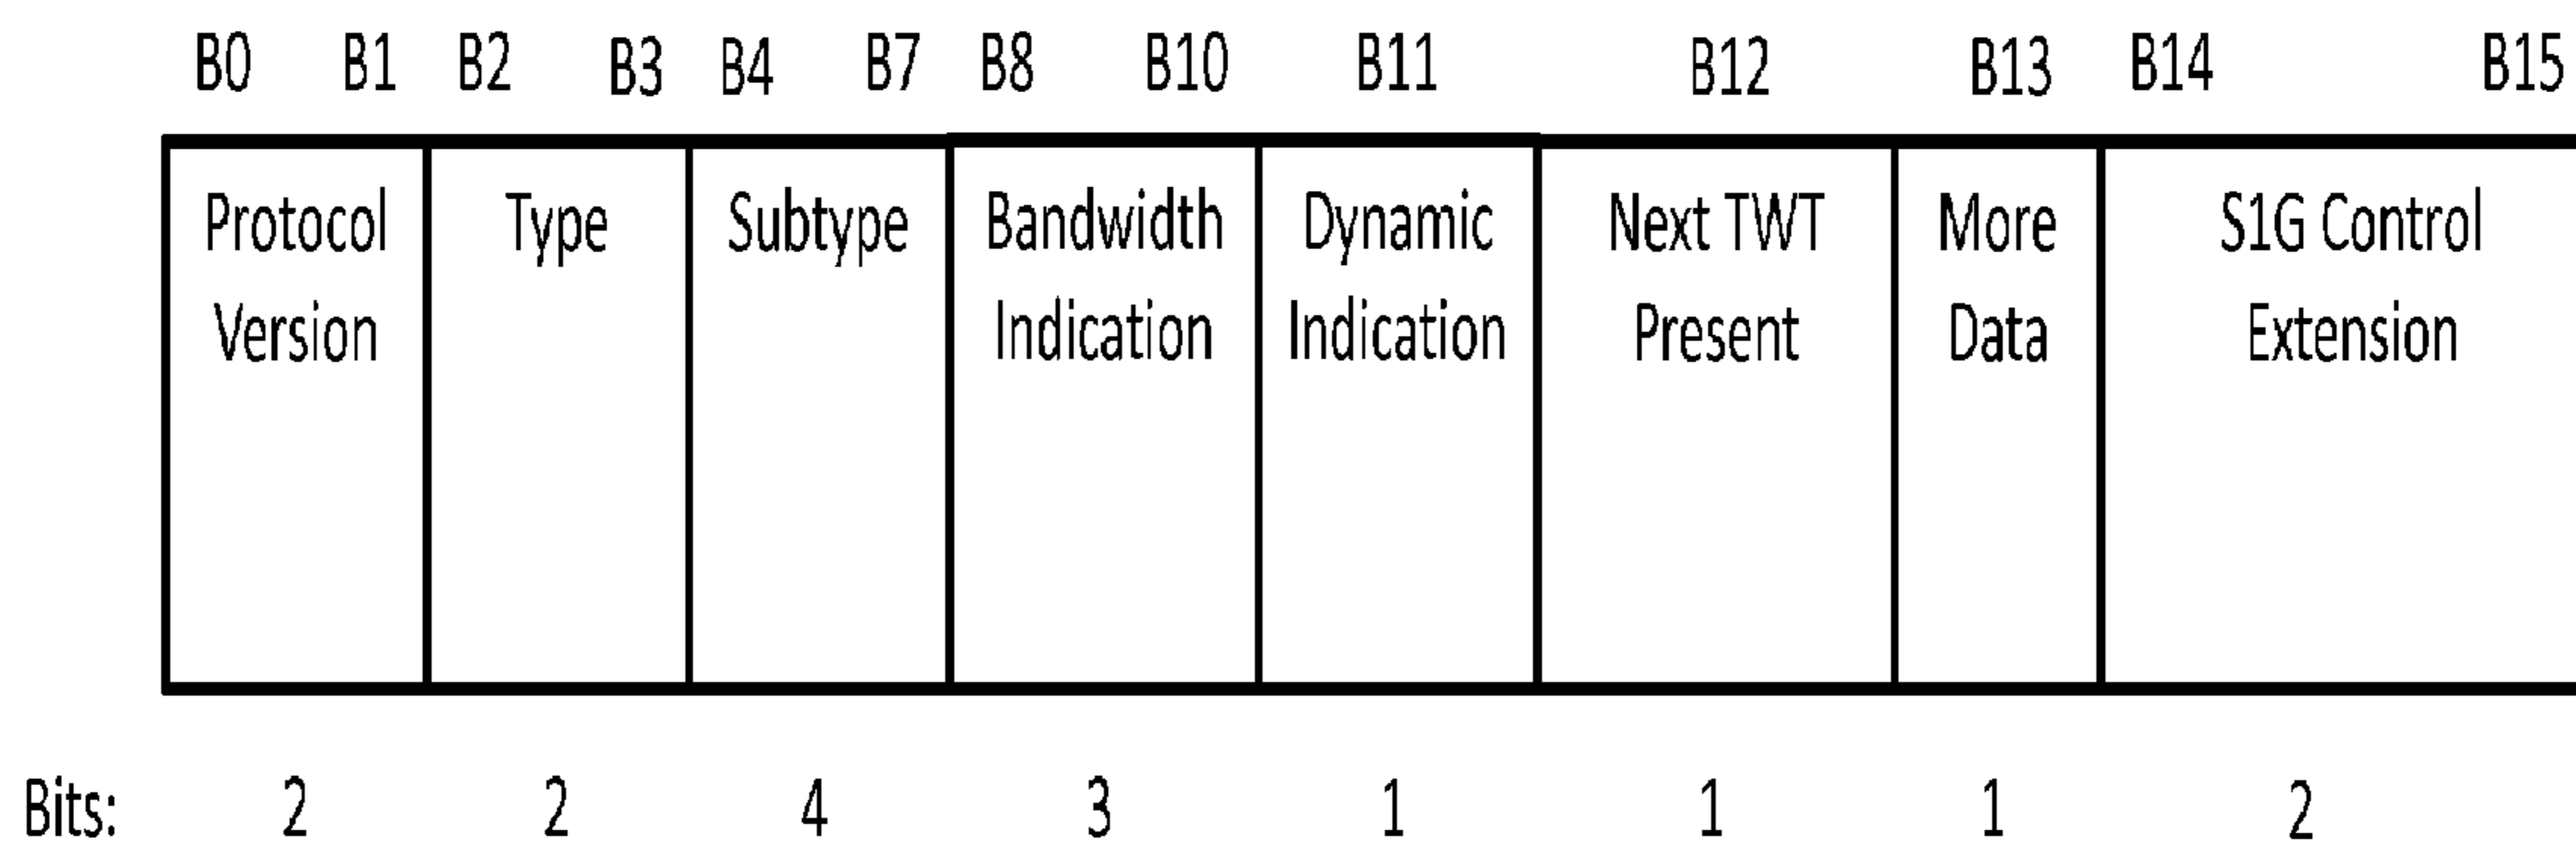 B0 B1 B2 B3 B4 B7 B8 B10 B11 B12 B13 B14 B15
Protocol Type Subtype Bandwidth Dynamic Next TWT More S1G Control
Version Indication Indication Present Data Extension
Bits: 2 2 4 3 1 1 1 2